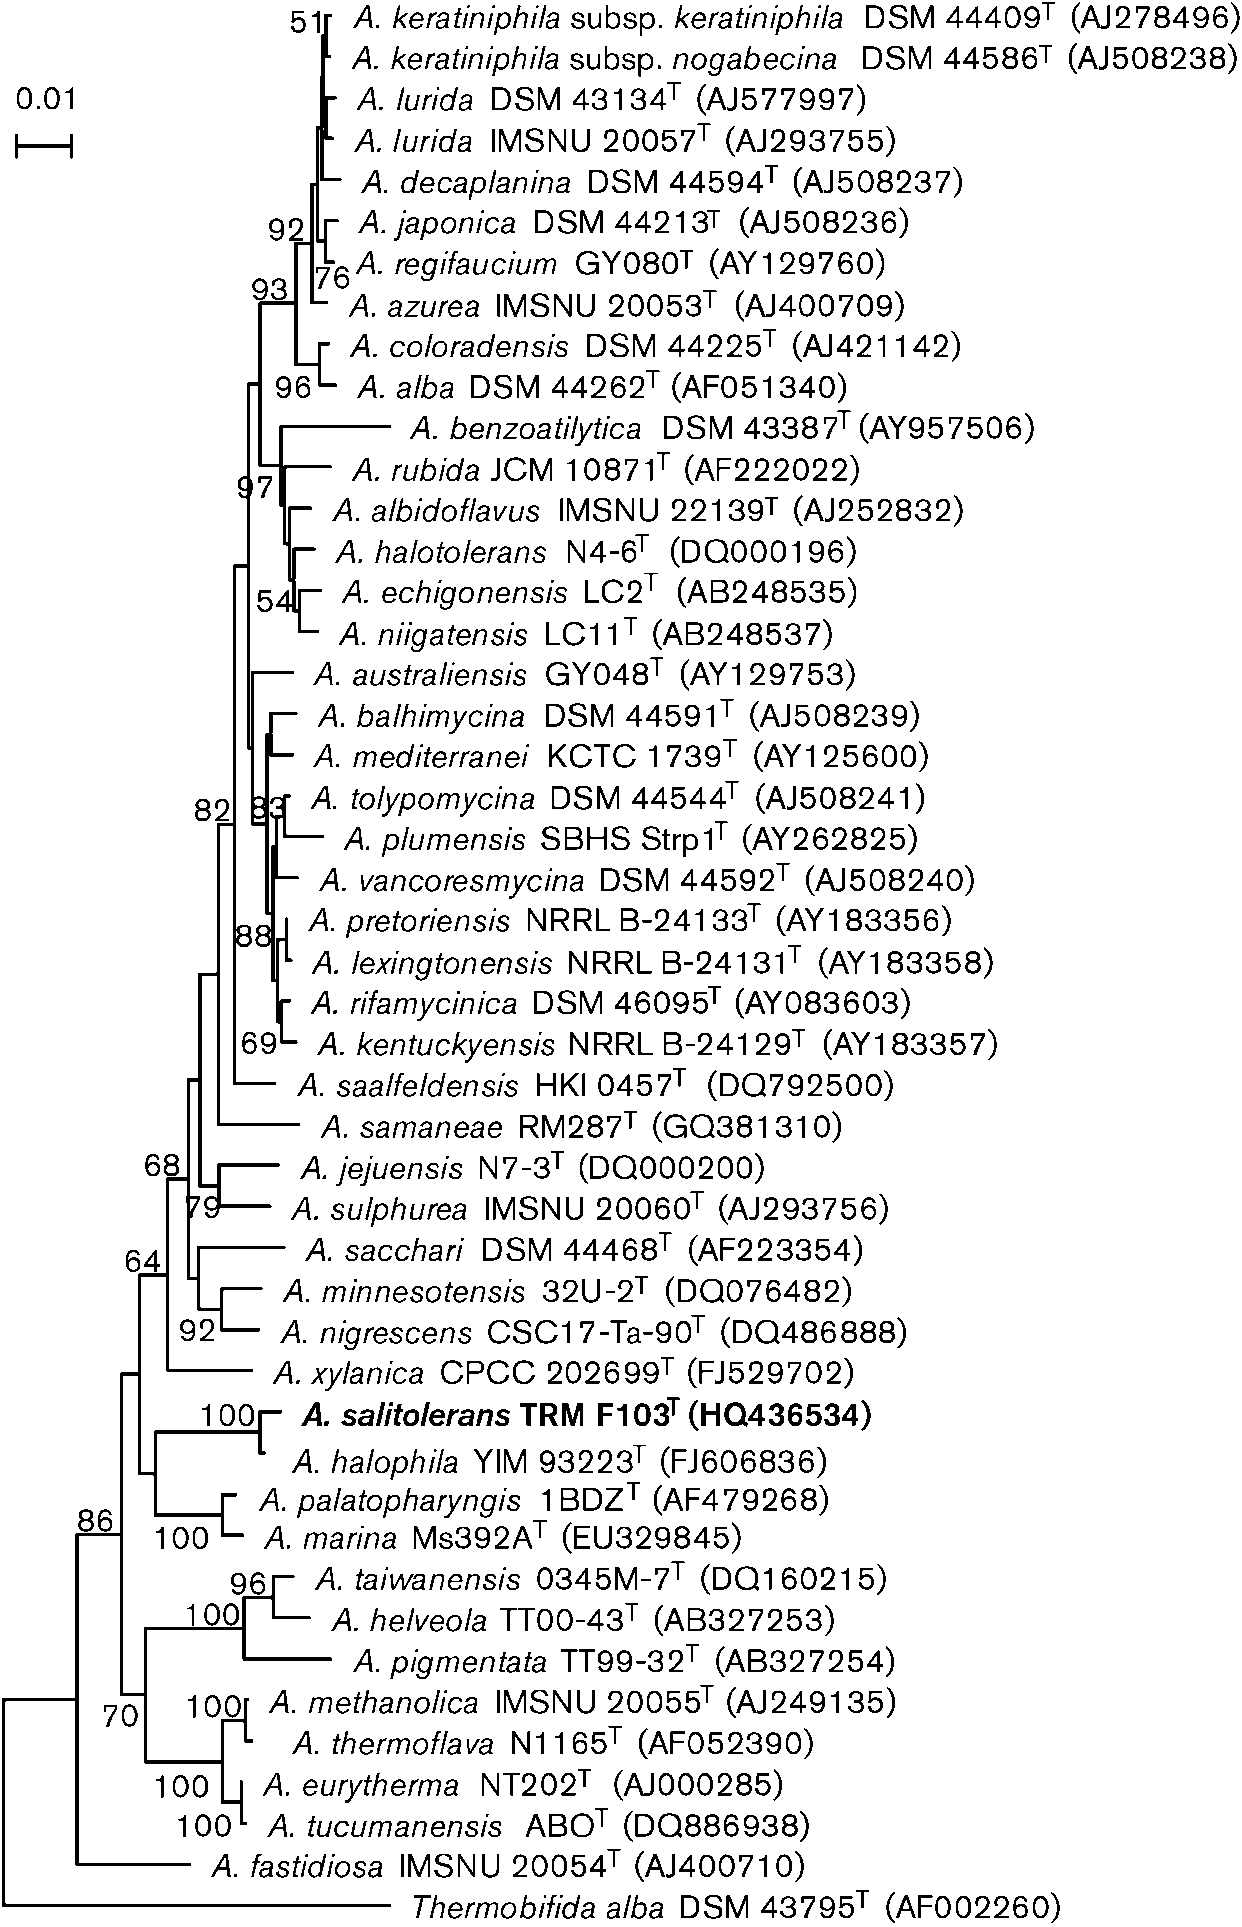 51 A. keratiniphila subsp. keratiniphila DSM 44409T (AJ278496)
A. keratiniphila subsp. nogabecina DSM 44586T (AJ508238)
0.01 A. lurida DSM 43134T (AJ577997)
A. lurida IMSNU 20057T (AJ293755)
A. decaplanina DSM 44594T (AJ508237)
92 A. japonica DSM 44213T (AJ508236)
76 A. regifaucium GY080T (AY129760)
93 A. azurea IMSNU 20053T (AJ400709)
A. coloradensis DSM 44225T (AJ421142)
96 A. alba DSM 44262T (AF051340)
A. benzoatilytica DSM 43387T (AY957506)
97 A. rubida JCM 10871T (AF222022)
A. albidoflavus IMSNU 22139T (AJ252832)
A. halotolerans N4-6T (DQ000196)
54 A. echigonensis LC2T (AB248535)
A. niigatensis LC11T (AB248537)
A. australiensis GY048T (AY129753)
A. balhimycina DSM 44591T (AJ508239)
A. mediterranei KCTC 1739T (AY125600)
82 83 A. tolypomycina DSM 44544T (AJ508241)
A. plumensis SBHS Strp1T (AY262825)
A. vancoresmycina DSM 44592T (AJ508240)
88 A. pretoriensis NRRL B-24133T (AY183356)
A. lexingtonensis NRRL B-24131T (AY183358)
A. rifamycinica DSM 46095T (AY083603)
69 A. kentuckyensis NRRL B-24129T (AY183357)
A. saalfeldensis HKI 0457T (DQ792500)
A. samaneae RM287T (GQ381310)
68 A. jejuensis N7-3T (DQ000200)
79 A. sulphurea IMSNU 20060T (AJ293756)
64 A. sacchari DSM 44468T (AF223354)
A. minnesotensis 32U-2T (DQ076482)
92 A. nigrescens CSC17-Ta-90T (DQ486888)
A. xylanica CPCC 202699T (FJ529702)
100 A. salitolerans TRM F103T (HQ436534)
A. halophila YIM 93223T (FJ606836)
A. palatopharyngis 1BDZT (AF479268)
86 100 A. marina Ms392AT (EU329845)
96 A. taiwanensis 0345M-7T (DQ160215)
100 A. helveola TT00-43T (AB327253)
A. pigmentata TT99-32T (AB327254)
70 100 A. methanolica IMSNU 20055T (AJ249135)
A. thermoflava N1165T (AF052390)
100 A. eurytherma NT202T (AJ000285)
100 A. tucumanensis ABOT (DQ886938)
A. fastidiosa IMSNU 20054T (AJ400710)
Thermobifida alba DSM 43795T (AF002260)